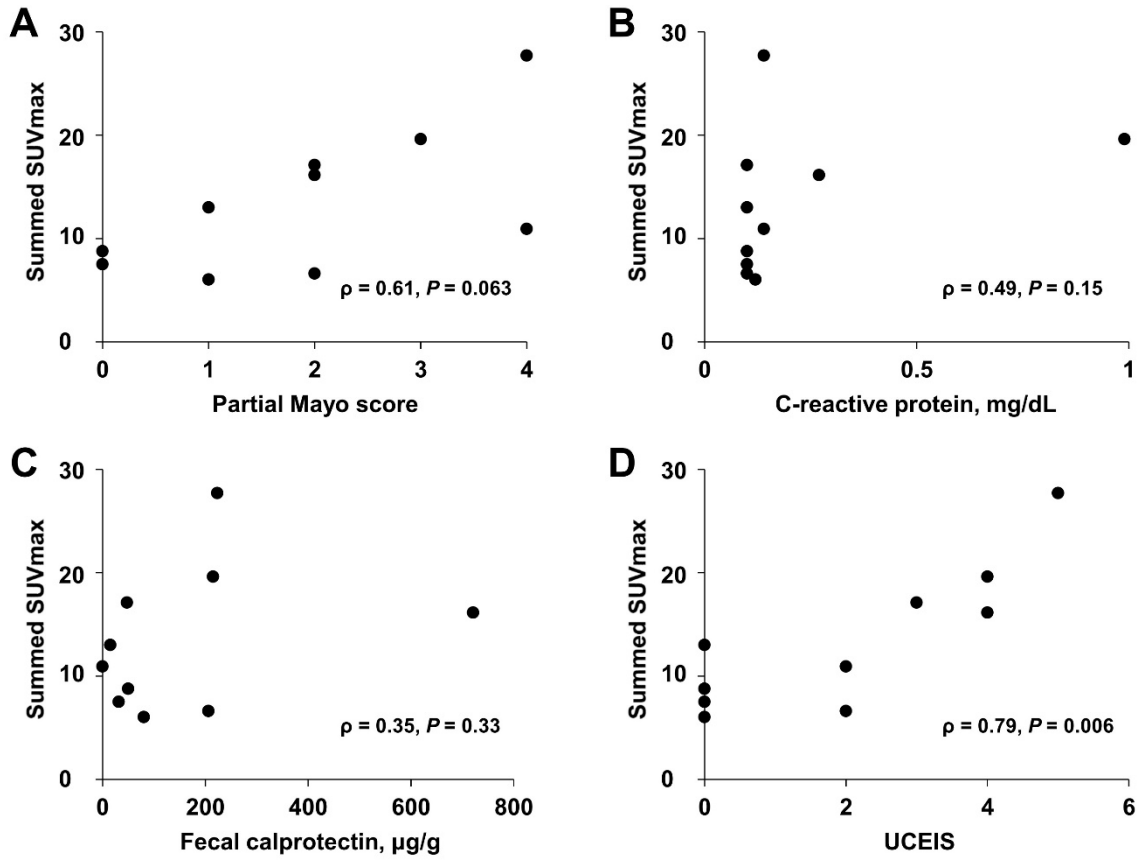 A
Summed SUVmax
30
20
10
0
ρ = 0.61, P = 0.063
0 1 2 3 4
Partial Mayo score
B
Summed SUVmax
30
20
10
0
ρ = 0.49, P = 0.15
0 0.5 1
C-reactive protein, mg/dL
C
Summed SUVmax
30
20
10
0
ρ = 0.35, P = 0.33
0 200 400 600 800
Fecal calprotectin, µg/g
D
Summed SUVmax
30
20
10
0
ρ = 0.79, P = 0.006
0 2 4 6
UCEIS